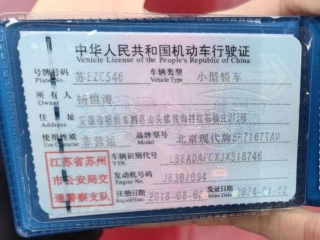 中华人民共和国机动车行驶证
Vehicle License of the People's Republic of China
号牌号码 苏EZC546 车辆类型 小型轿车
Plate No. Vehicle Type
所有人 杨恒涛
Owner
住址
Address
使用性质 非营运 品牌型号 北京现代牌BH7167TAV
Use Character Model
车辆识别代号 LBEADAFCXJX318746
VIN
江苏省苏州
市公安局交
通警察支队
发动机号码 JB307894
Engine No.
注册日期 2018-08-02 发证日期 2024-01-02
Register Date Issue Date